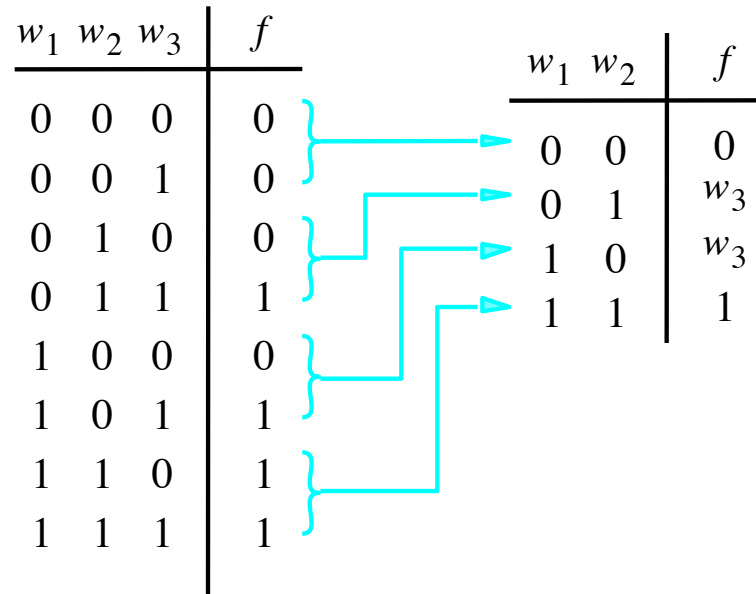 w1 w2 w3 f
0 0 0 0
0 0 1 0
0 1 0 0
0 1 1 1
1 0 0 0
1 0 1 1
1 1 0 1
1 1 1 1
w1 w2 f
0 0 0
0 1 w3
1 0 w3
1 1 1